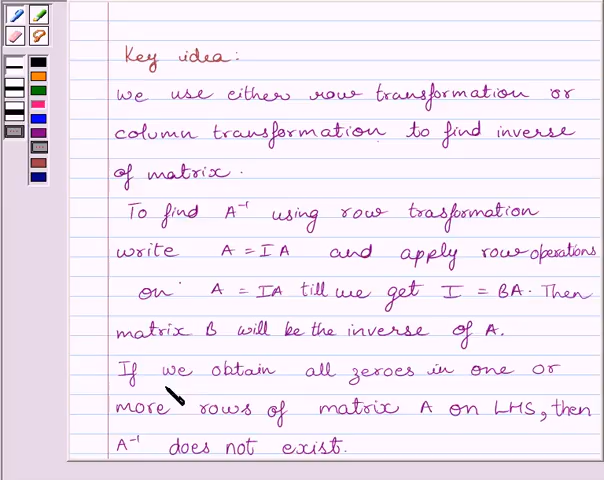 Key idea:
We use either row transformation or
column transformation to find inverse
of matrix.
To find A⁻¹ using row trasformation
write A = IA and apply row operations
on A = IA till we get I = BA. Then
matrix B will be the inverse of A.
If we obtain all zeroes in one or
more rows of matrix A on LHS, then
A⁻¹ does not exist.